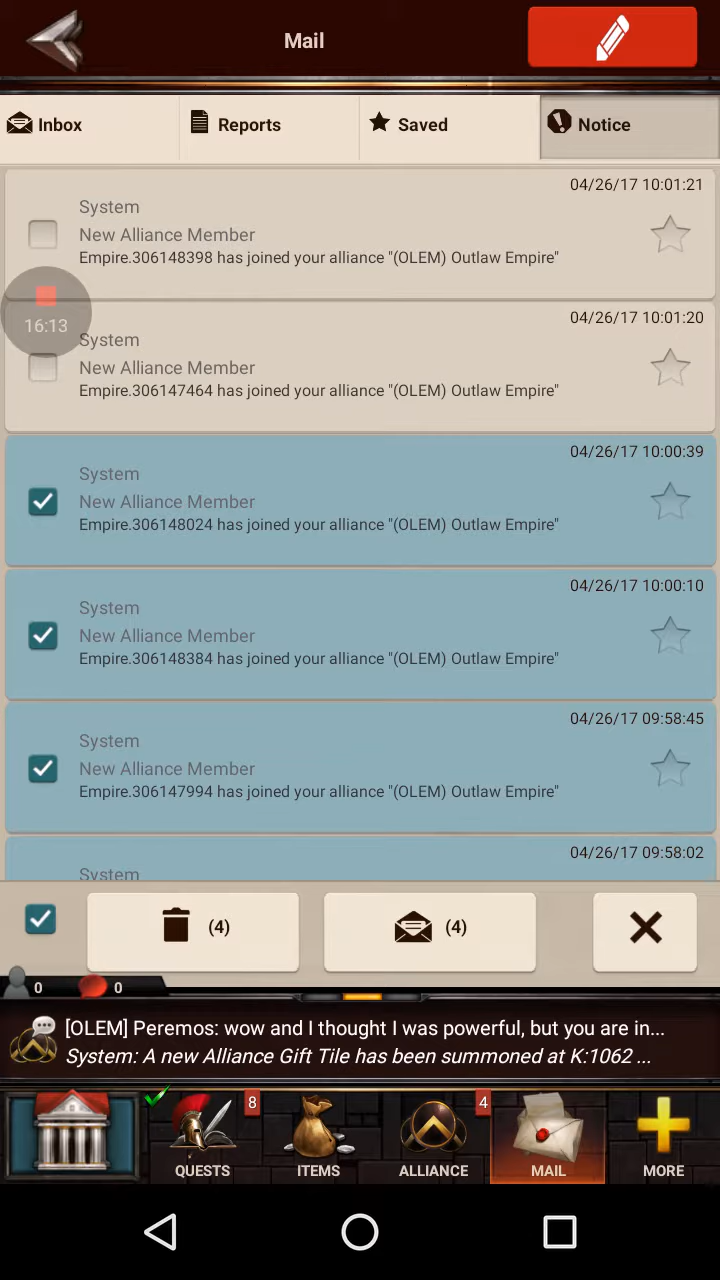 Mail
Inbox
Reports
Saved
Notice
04/26/17 10:01:21
System
New Alliance Member
Empire.306148398 has joined your alliance "(OLEM) Outlaw Empire"
16:13
04/26/17 10:01:20
System
New Alliance Member
Empire.306147464 has joined your alliance "(OLEM) Outlaw Empire"
04/26/17 10:00:39
System
New Alliance Member
Empire.306148024 has joined your alliance "(OLEM) Outlaw Empire"
04/26/17 10:00:10
System
New Alliance Member
Empire.306148384 has joined your alliance "(OLEM) Outlaw Empire"
04/26/17 09:58:45
System
New Alliance Member
Empire.306147994 has joined your alliance "(OLEM) Outlaw Empire"
04/26/17 09:58:02
System
(4)
(4)
0
0
[OLEM] Peremos: wow and I thought I was powerful, but you are in...
System: A new Alliance Gift Tile has been summoned at K:1062 ...
8
4
QUESTS
ITEMS
ALLIANCE
MAIL
MORE